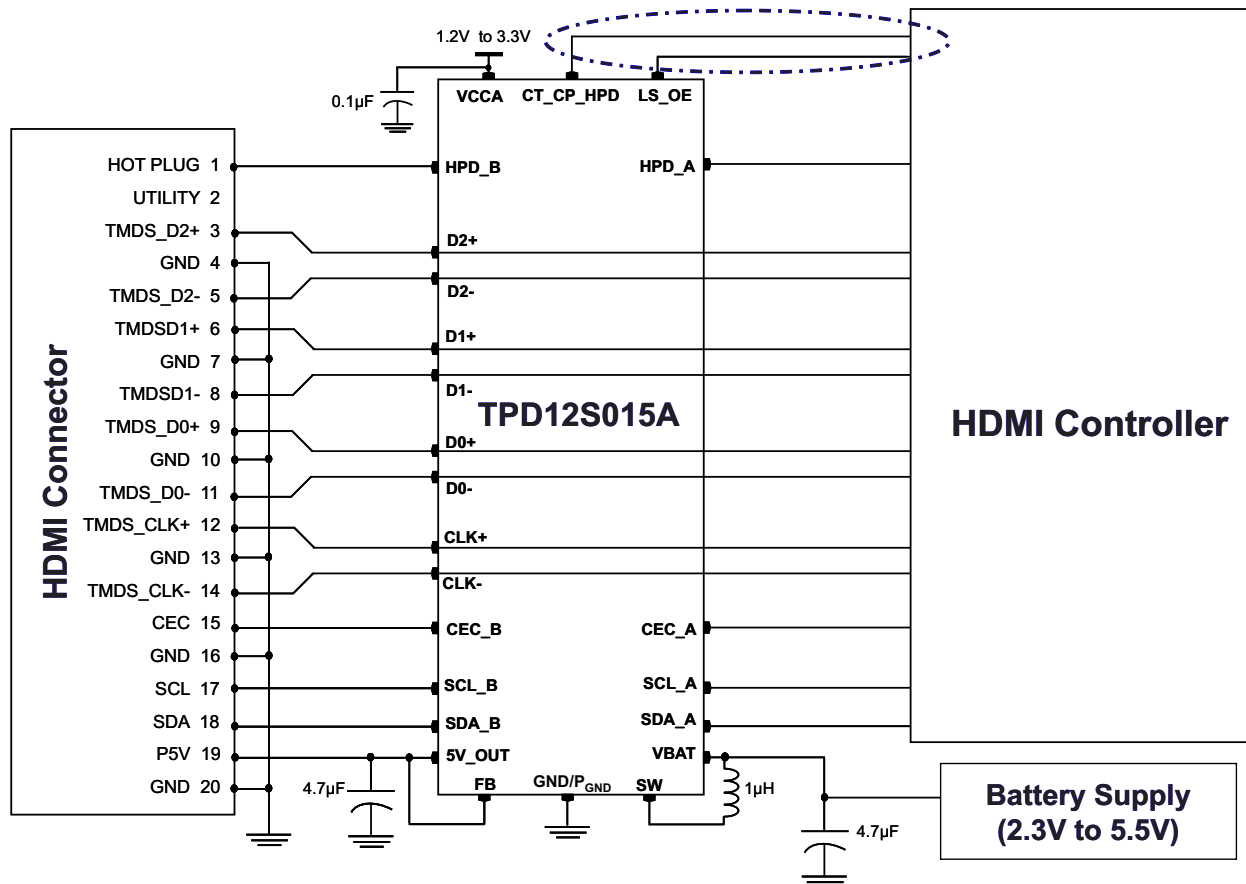 1.2V to 3.3V
0.1µF
VCCA
CT_CP_HPD
LS_OE
HOT PLUG 1
HPD_B
HPD_A
UTILITY 2
TMDS_D2+ 3
D2+
GND 4
TMDS_D2- 5
D2-
TMDSD1+ 6
D1+
GND 7
TMDSD1- 8
D1-
TPD12S015A
HDMI Controller
HDMI Connector
TMDS_D0+ 9
D0+
GND 10
TMDS_D0- 11
D0-
TMDS_CLK+ 12
CLK+
GND 13
TMDS_CLK- 14
CLK-
CEC 15
CEC_B
CEC_A
GND 16
SCL 17
SCL_B
SCL_A
SDA 18
SDA_B
SDA_A
P5V 19
5V_OUT
VBAT
GND 20
4.7µF
FB
GND/PGND
SW
1µH
4.7µF
Battery Supply
(2.3V to 5.5V)